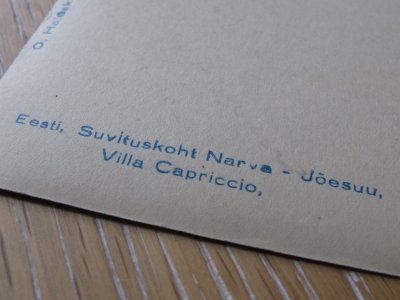 Eesti, Suvituskoht Narva - Jõesuu,
Villa Capriccio,
O.